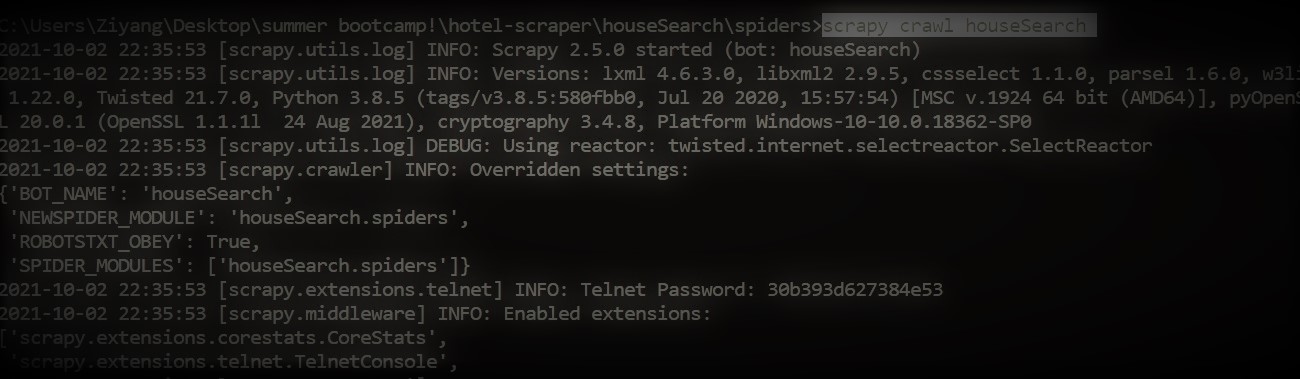 C:\Users\Ziyang\Desktop\summer bootcamp!\hotel-scraper\houseSearch\spiders>scrapy crawl houseSearch
2021-10-02 22:35:53 [scrapy.utils.log] INFO: Scrapy 2.5.0 started (bot: houseSearch)
2021-10-02 22:35:53 [scrapy.utils.log] INFO: Versions: lxml 4.6.3.0, libxml2 2.9.5, cssselect 1.1.0, parsel 1.6.0, w3li
1.22.0, Twisted 21.7.0, Python 3.8.5 (tags/v3.8.5:580fbb0, Jul 20 2020, 15:57:54) [MSC v.1924 64 bit (AMD64)], pyOpenS
L 20.0.1 (OpenSSL 1.1.1l  24 Aug 2021), cryptography 3.4.8, Platform Windows-10-10.0.18362-SP0
2021-10-02 22:35:53 [scrapy.utils.log] DEBUG: Using reactor: twisted.internet.selectreactor.SelectReactor
2021-10-02 22:35:53 [scrapy.crawler] INFO: Overridden settings:
{'BOT_NAME': 'houseSearch',
'NEWSPIDER_MODULE': 'houseSearch.spiders',
'ROBOTSTXT_OBEY': True,
'SPIDER_MODULES': ['houseSearch.spiders']}
2021-10-02 22:35:53 [scrapy.extensions.telnet] INFO: Telnet Password: 30b393d627384e53
2021-10-02 22:35:53 [scrapy.middleware] INFO: Enabled extensions:
['scrapy.extensions.corestats.CoreStats',
'scrapy.extensions.telnet.TelnetConsole',